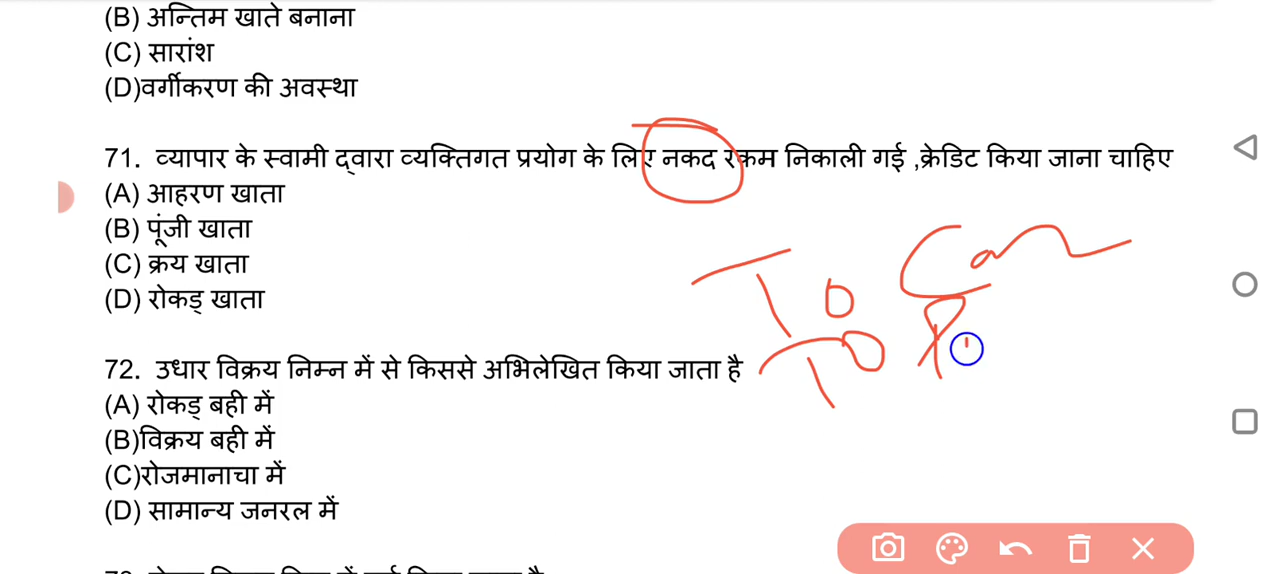 (B) अन्तिम खाते बनाना
(C) सारांश
(D)वर्गीकरण की अवस्था
71. व्यापार के स्वामी द्वारा व्यक्तिगत प्रयोग के लिए नकद रकम निकाली गई ,क्रेडिट किया जाना चाहिए
(A) आहरण खाता
(B) पूंजी खाता
(C) क्रय खाता
(D) रोकड़ खाता
To
To
72. उधार विक्रय निम्न में से किससे अभिलेखित किया जाता है
(A) रोकड़ बही में
(B)विक्रय बही में
(C)रोजमानाचा में
(D) सामान्य जनरल में